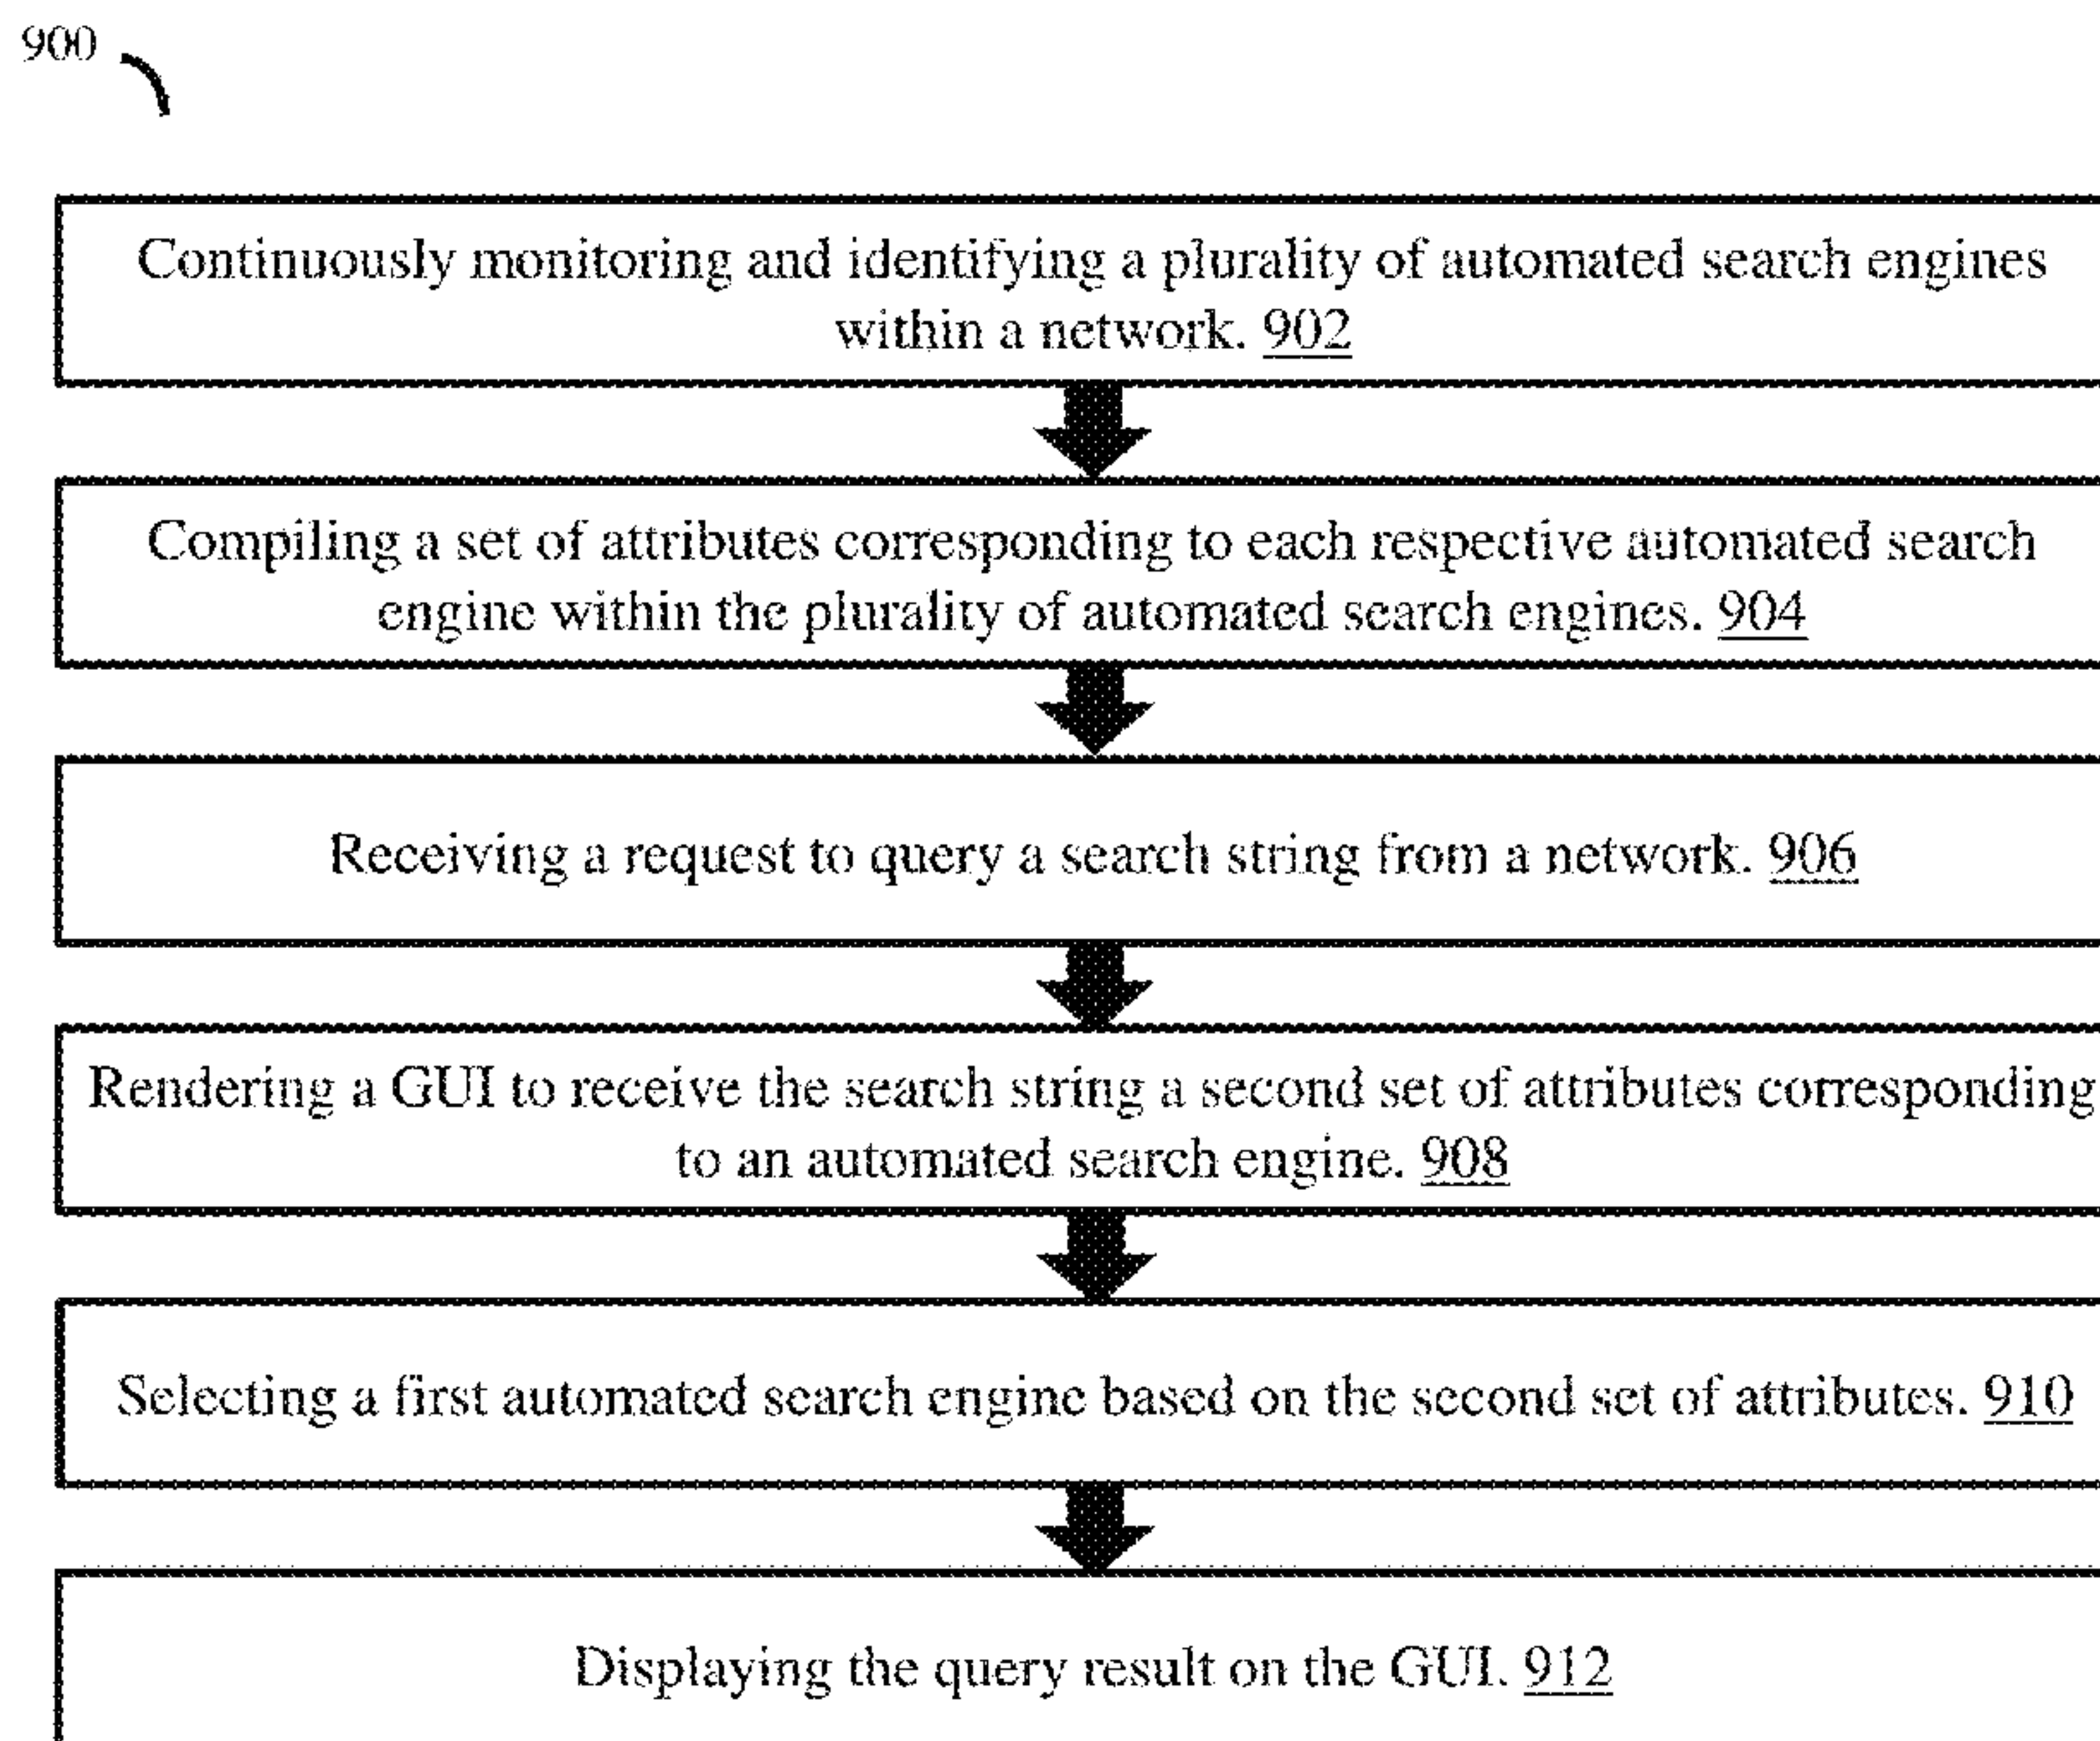 900
Continuously monitoring and identifying a plurality of automated search engines
within a network. 902
Compiling a set of attributes corresponding to each respective automated search
engine within the plurality of automated search engines. 904
Receiving a request to query a search string from a network. 906
Rendering a GUI to receive the search string a second set of attributes corresponding
to an automated search engine. 908
Selecting a first automated search engine based on the second set of attributes. 910
Displaying the query result on the GUI. 912